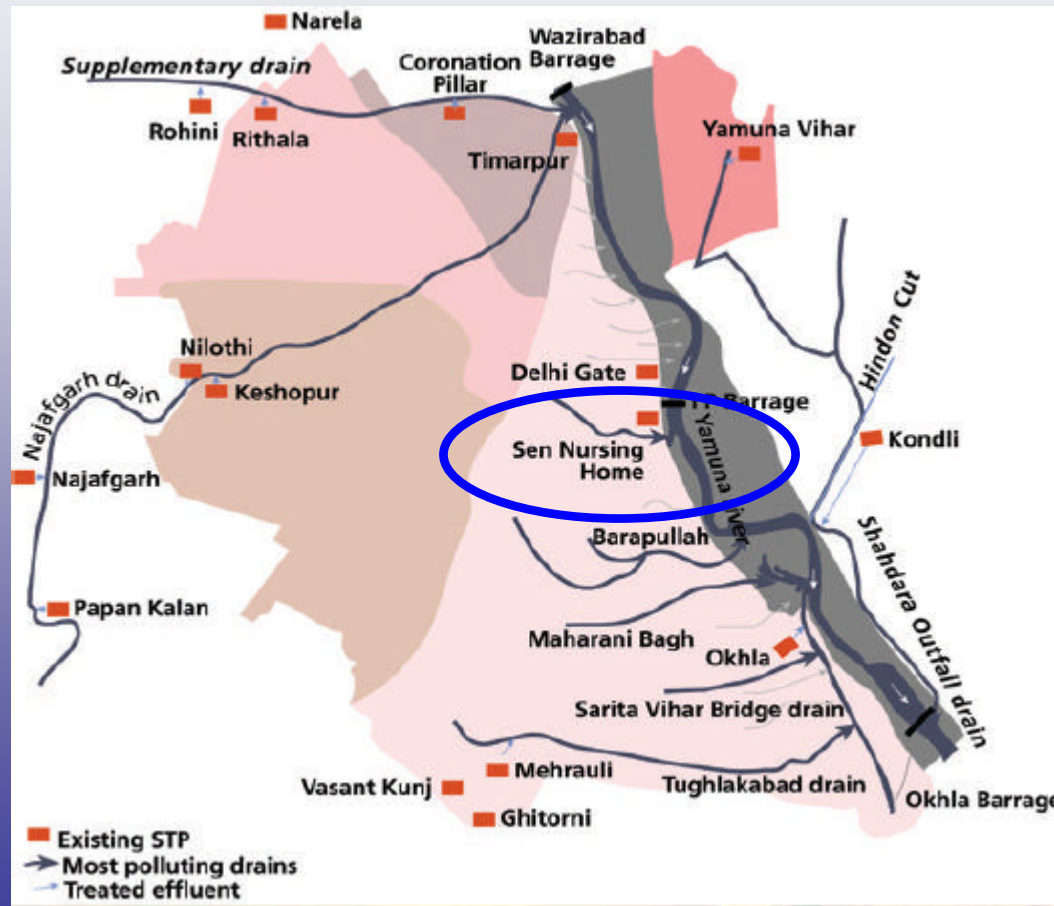 Narela
Supplementary drain
Coronation
Pillar
Wazirabad
Barrage
Rohini
Rithala
Timarpur
Yamuna Vihar
Hindon Cut
Nilothi
Keshopur
Najafgarh drain
Najafgarh
Delhi Gate
Barrage
Sen Nursing
Home
Yamuna River
Kondli
Barapullah
Shahdara Outfall drain
Papan Kalan
Maharani Bagh
Okhla
Sarita Vihar Bridge drain
Mehrauli
Vasant Kunj
Ghitorni
Tughlakabad drain
Okhla Barrage
Existing STP
Most polluting drains
Treated effluent